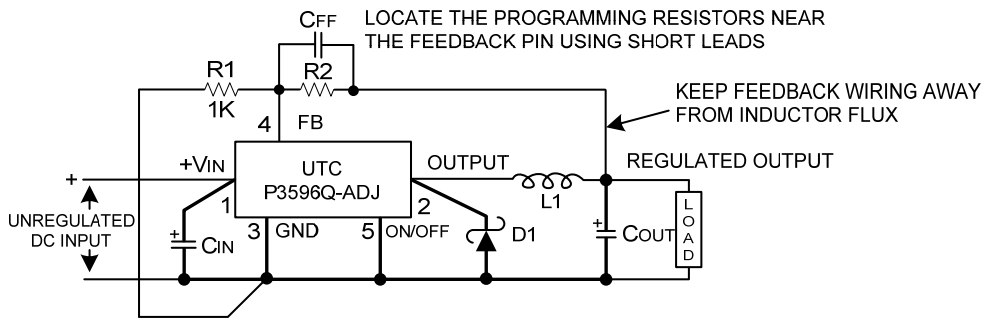 CFF
LOCATE THE PROGRAMMING RESISTORS NEAR
THE FEEDBACK PIN USING SHORT LEADS
R1
1K
R2
KEEP FEEDBACK WIRING AWAY
FROM INDUCTOR FLUX
4
FB
+VIN
UTC
P3596Q-ADJ
OUTPUT
REGULATED OUTPUT
+
1
2
L1
UNREGULATED
DC INPUT
+
CIN
3
GND
5
ON/OFF
D1
+
COUT
LOAD